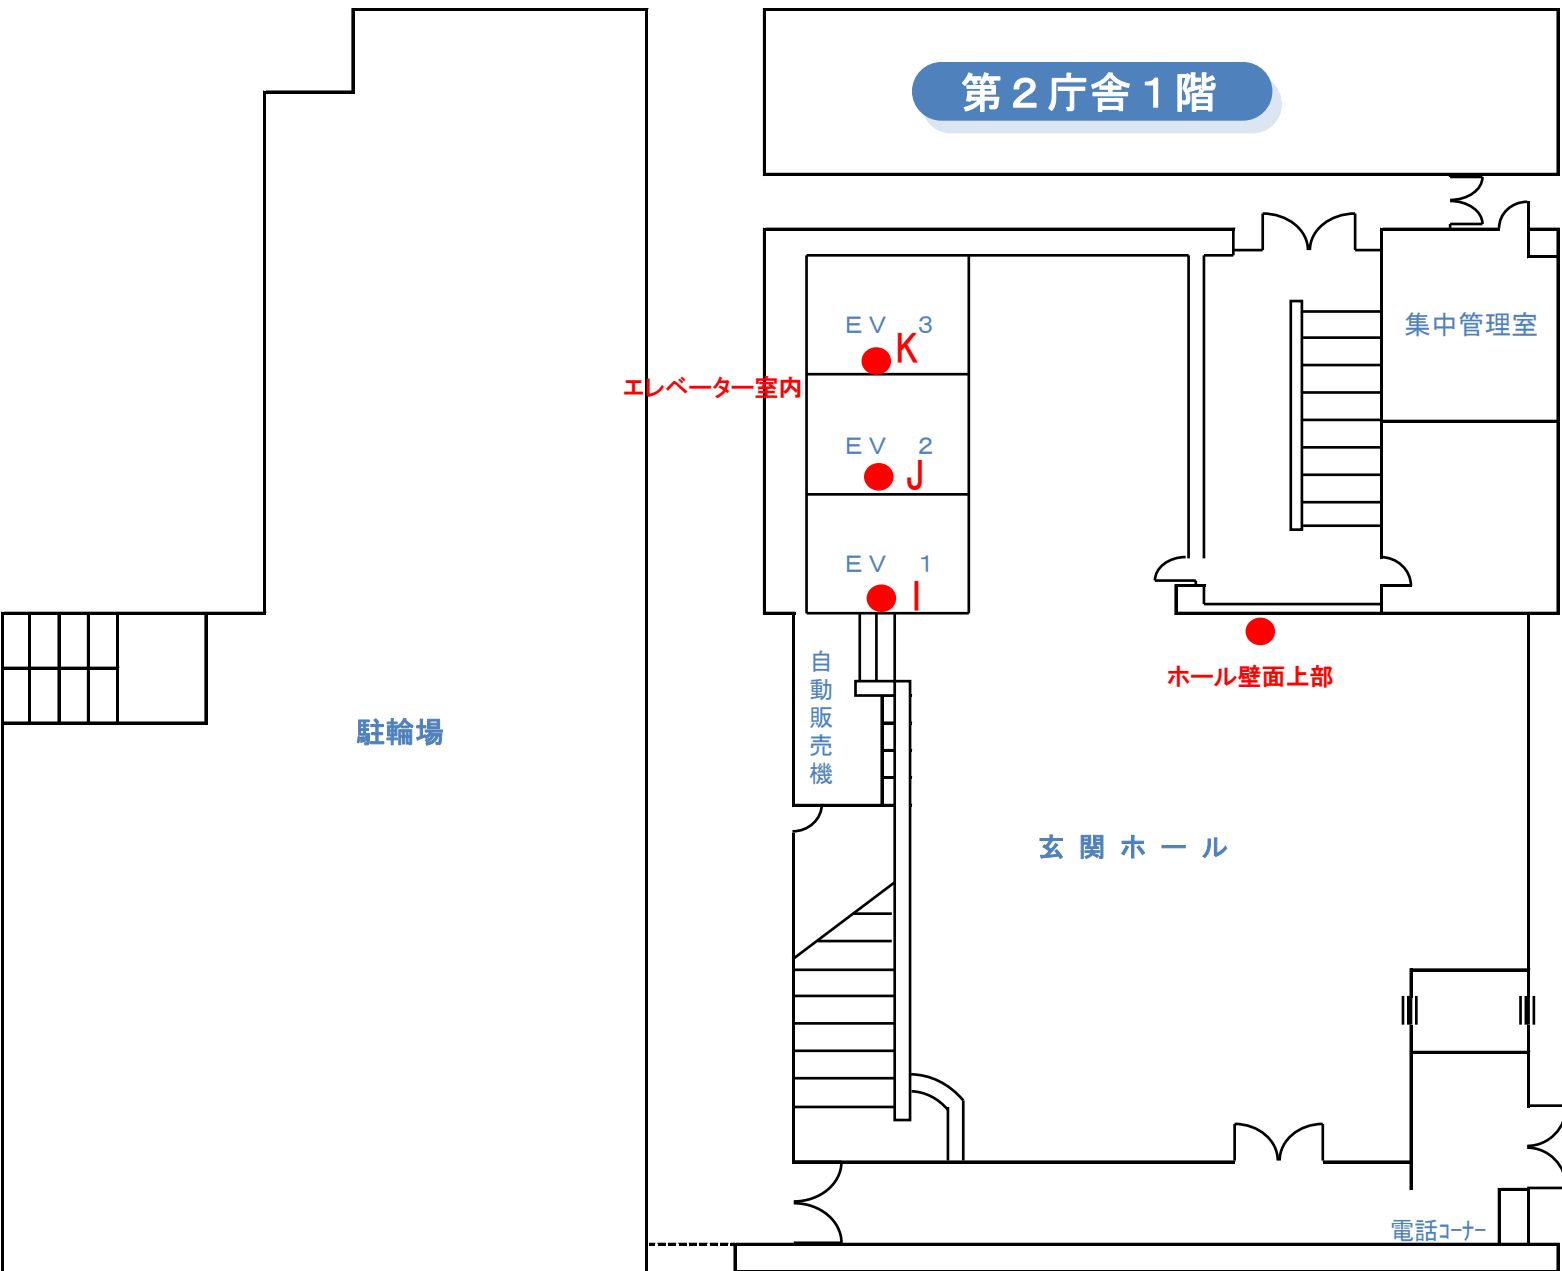 第２庁舎１階
ＥＶ　３
K
集中管理室
エレベーター室内
ＥＶ　２
J
ＥＶ　１
I
自動販売機
ホール壁面上部
駐輪場
玄関ホール
電話ｺｰﾅｰ